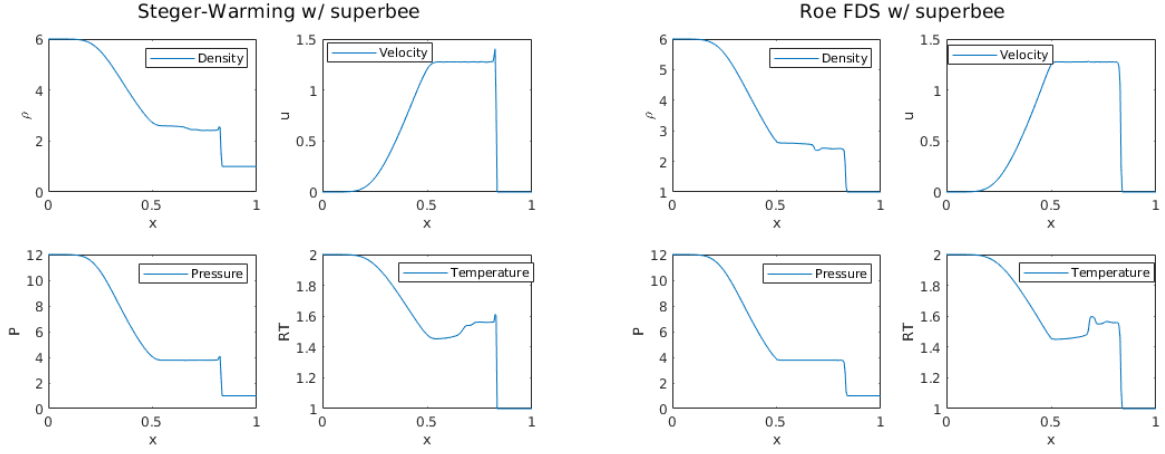 Steger-Warming w/ superbee
Roe FDS w/ superbee
6
4
2
0
ρ
Density
0
0.5
1
x
1.5
1
0.5
0
u
Velocity
0
0.5
1
x
12
10
8
6
4
2
0
P
Pressure
0
0.5
1
x
2
1.8
1.6
1.4
1.2
1
RT
Temperature
0
0.5
1
x
6
5
4
3
2
1
ρ
Density
0
0.5
1
x
1.5
1
0.5
0
u
Velocity
0
0.5
1
x
12
10
8
6
4
2
0
P
Pressure
0
0.5
1
x
2
1.8
1.6
1.4
1.2
1
RT
Temperature
0
0.5
1
x